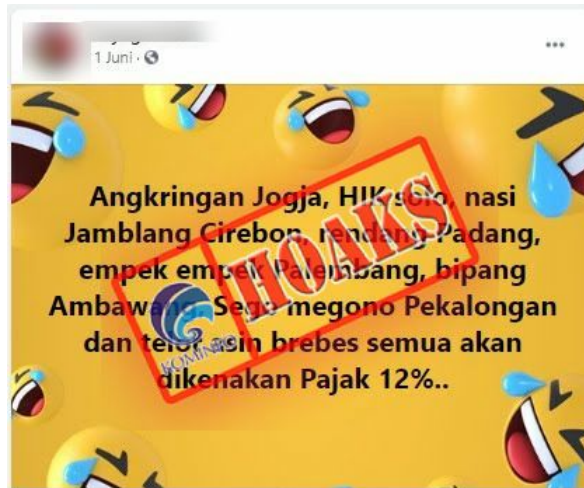 1 Juni
Angkringan Jogja, HIK solo, nasi
Jamblang Cirebon, rendang Padang,
empek empek Palembang, bipang
Ambawang, Sego megono Pekalongan
dan telor asin brebes semua akan
dikenakan Pajak 12%..
HOAKS
KOMINFO